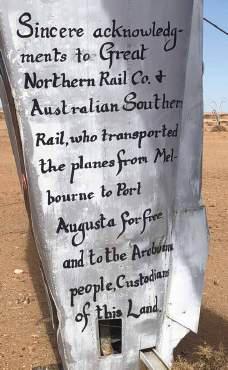 Sincere acknowledg-
ments to Great
Northern Rail Co. &
Australian Southern
Rail, who transported
the planes from Mel-
bourne to Port
Augusta for free
and to the Arabunna
people, Custodians
of this Land.